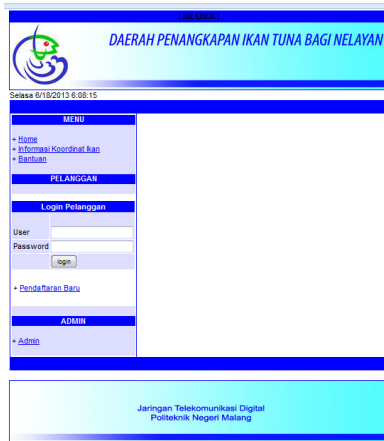 [ HEADER ]
DAERAH PENANGKAPAN IKAN TUNA BAGI NELAYAN
Selasa 6/18/2013 6:08:15
MENU
+ Home
+ Informasi Koordinat Ikan
+ Bantuan
PELANGGAN
Login Pelanggan
User
Password
login
+ Pendaftaran Baru
ADMIN
+ Admin
Jaringan Telekomunikasi Digital
Politeknik Negeri Malang